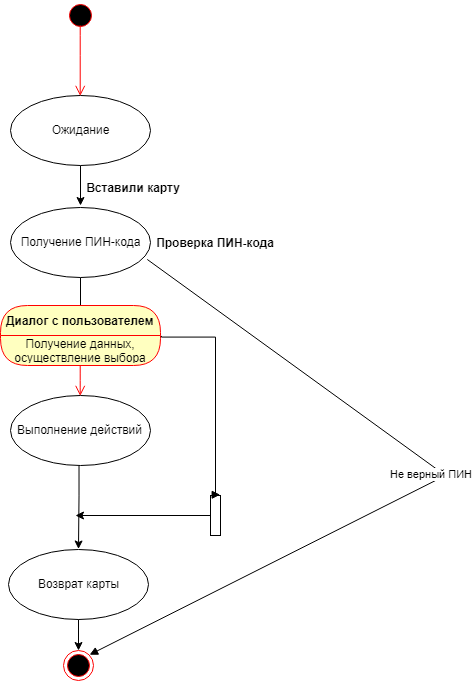 Ожидание
Вставили карту
Получение ПИН-кода
Проверка ПИН-кода
Диалог с пользователем
Получение данных,
осуществление выбора
Выполнение действий
Не верный ПИН
Возврат карты